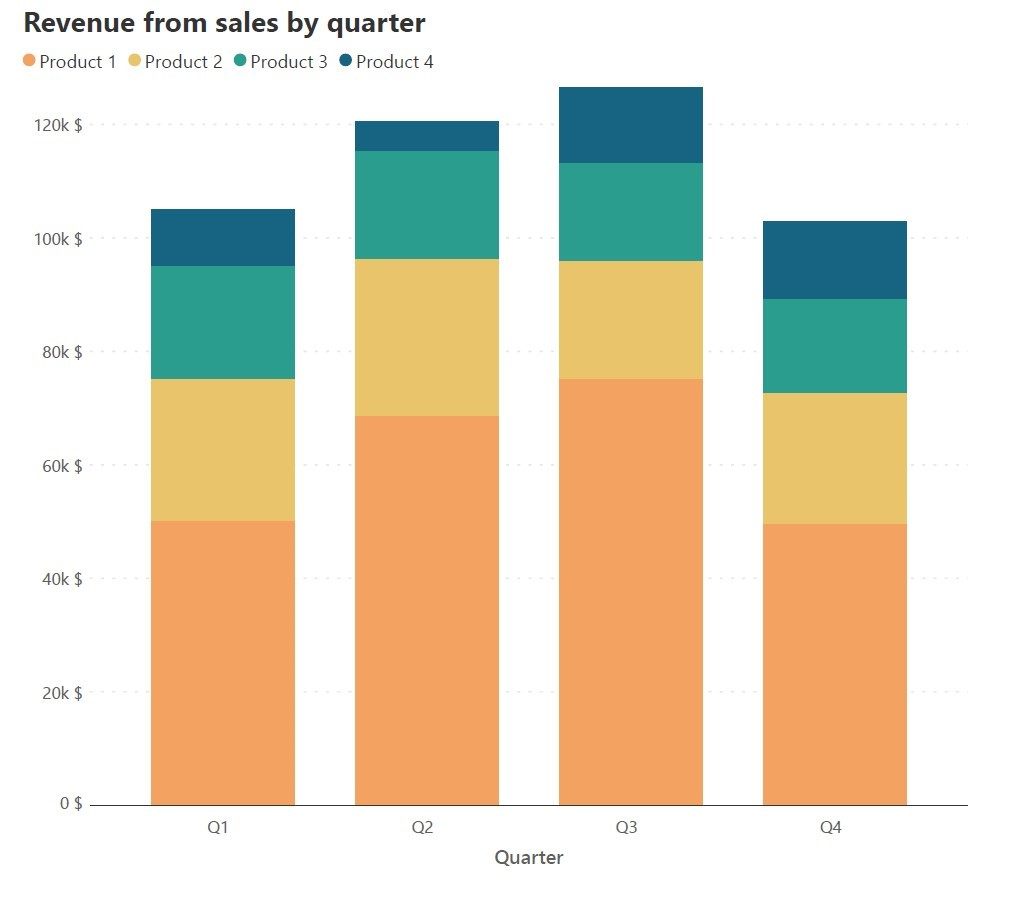 Revenue from sales by quarter
Product 1 Product 2 Product 3 Product 4
120k $
100k $
80k $
60k $
40k $
20k $
0 $
Q1 Q2 Q3 Q4
Quarter